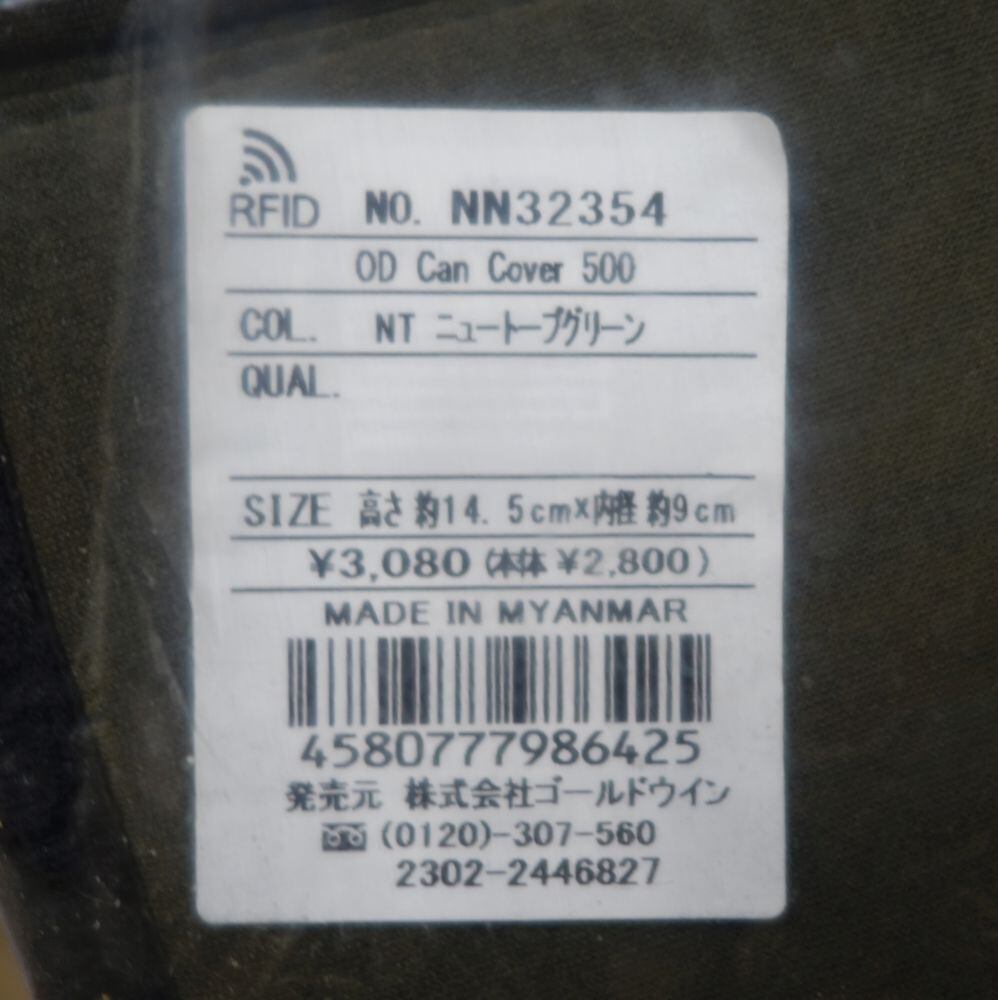 RFID NO. NN32354
OD Can Cover 500
COL. NT ニュートープグリーン
QUAL.
SIZE 高さ約14.5cm×内径約9cm
¥3,080 (本体 ¥2,800)
MADE IN MYANMAR
4580777986425
発売元 株式会社ゴールドウイン
(0120)-307-560
2302-2446827